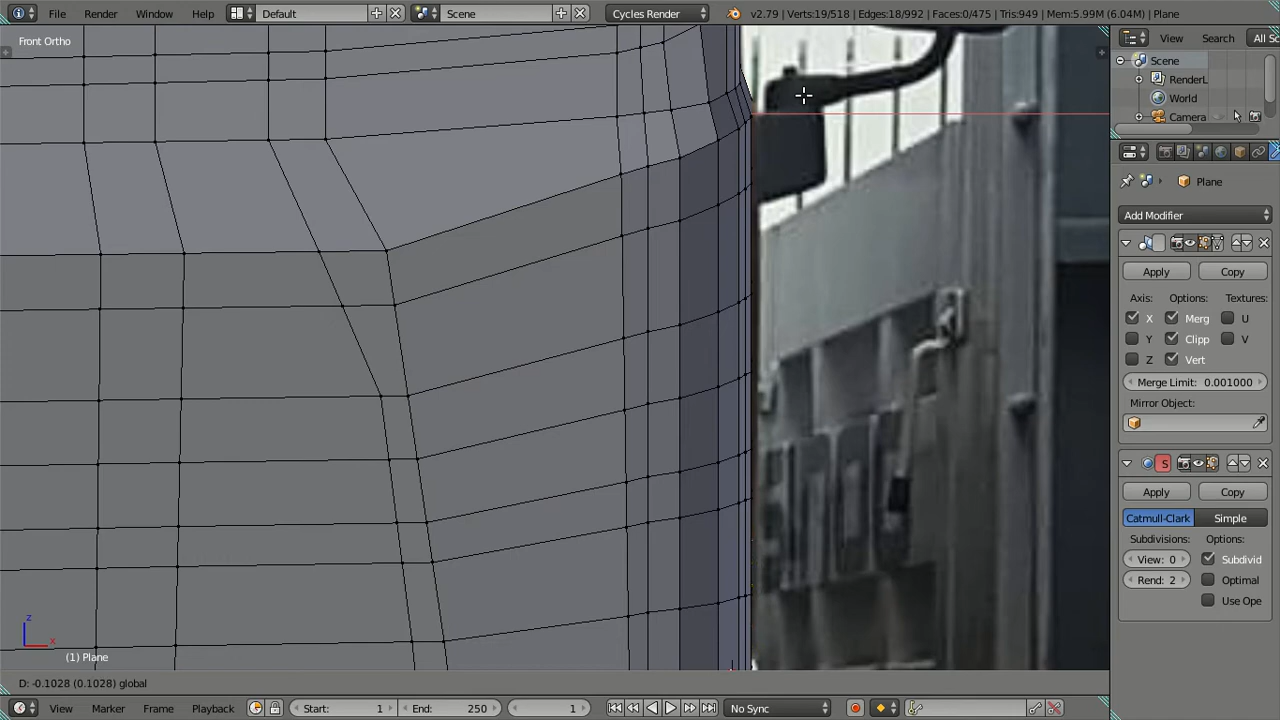 File Render Window Help Default Scene Cycles Render v2.79 | Verts:19/518 | Edges:18/992 | Faces:0/475 | Tris:949 | Mem:5.99M (6.04M) | Plane
Front Ortho
View Search All Sc
Scene
RenderL
World
Camera
Plane
Add Modifier
Apply Copy
Axis: Options: Textures:
X Merg U
Y Clipp V
Z Vert
Merge Limit: 0.001000
Mirror Object:
S
Apply Copy
Catmull-Clark Simple
Subdivisions: Options:
View: 0 Subdivid
Rend: 2 Optimal
Use Ope
z
x
(1) Plane
D: -0.1028 (0.1028) global
View Marker Frame Playback Start: 1 End: 250 1 No Sync